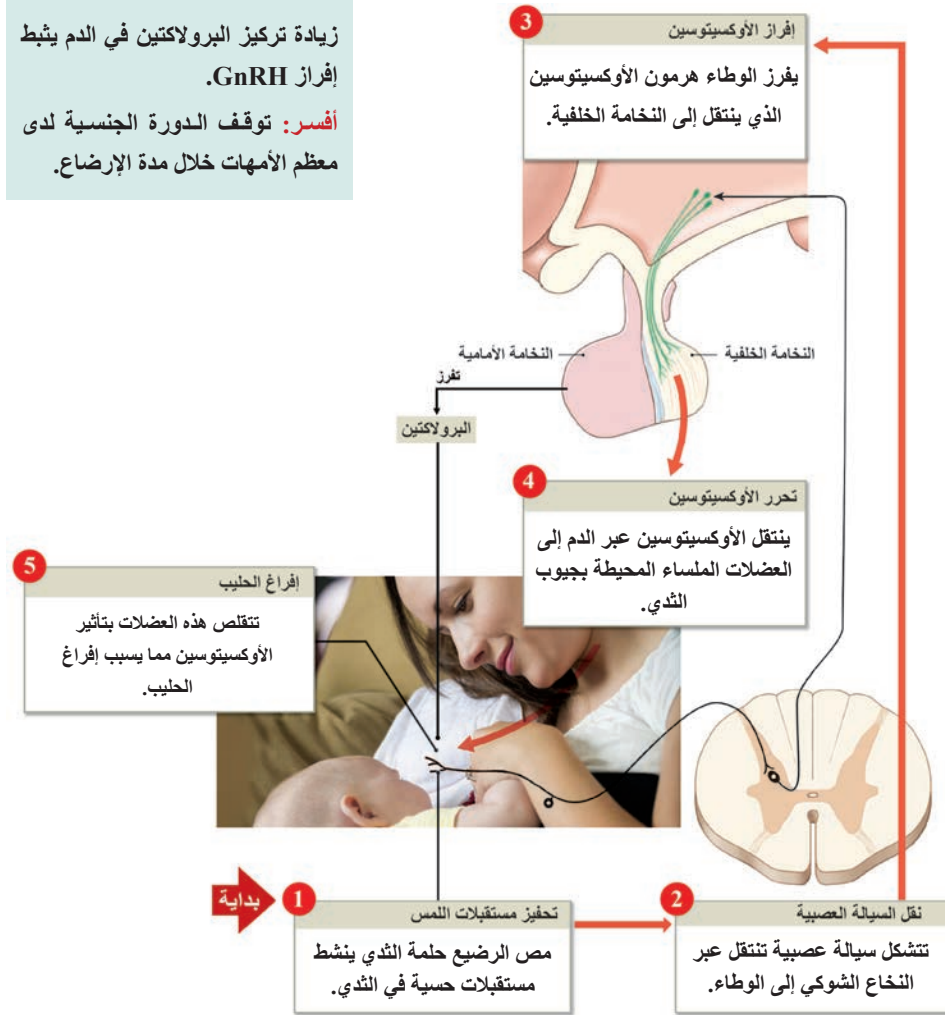 زيادة تركيز البرولاكتين في الدم يثبط
إفراز GnRH.
أفسر: توقف الدورة الجنسية لدى
معظم الأمهات خلال مدة الإرضاع.
3
إفراز الأوكسيتوسين
يفرز الوطاء هرمون الأوكسيتوسين
الذي ينتقل إلى النخامة الخلفية.
النخامة الأمامية
النخامة الخلفية
تفرز
البرولاكتين
4
تحرر الأوكسيتوسين
ينتقل الأوكسيتوسين عبر الدم إلى
العضلات الملساء المحيطة بجيوب
الثدي.
5
إفراغ الحليب
تتقلص هذه العضلات بتأثير
الأوكسيتوسين مما يسبب إفراغ
الحليب.
بداية
1
تحفيز مستقبلات اللمس
مص الرضيع حلمة الثدي ينشط
مستقبلات حسية في الثدي.
2
نقل السيالة العصبية
تتشكل سيالة عصبية تنتقل عبر
النخاع الشوكي إلى الوطاء.